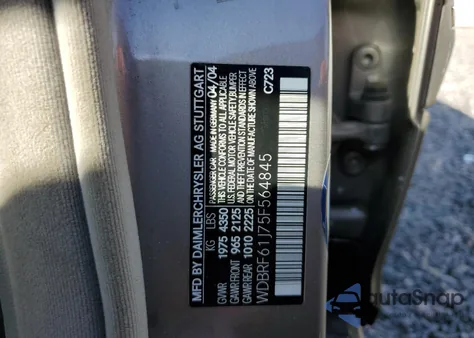 MFD BY DAIMLERCHRYSLER AG STUTTGART
KG LBS PASSENGER CAR MADE IN GERMANY 04/04
GVWR 1975 4350 THIS VEHICLE CONFORMS TO ALL APPLICABLE
GAWR FRONT 965 2125 U.S. FEDERAL MOTOR VEHICLE SAFETY,BUMPER
GAWR REAR 1010 2225 AND THEFT PREVENTION STANDARDS IN EFFECT
ON THE DATE OF MANUFACTURE SHOWN ABOVE
WDBRF61J75F564845 C723
autoSnap